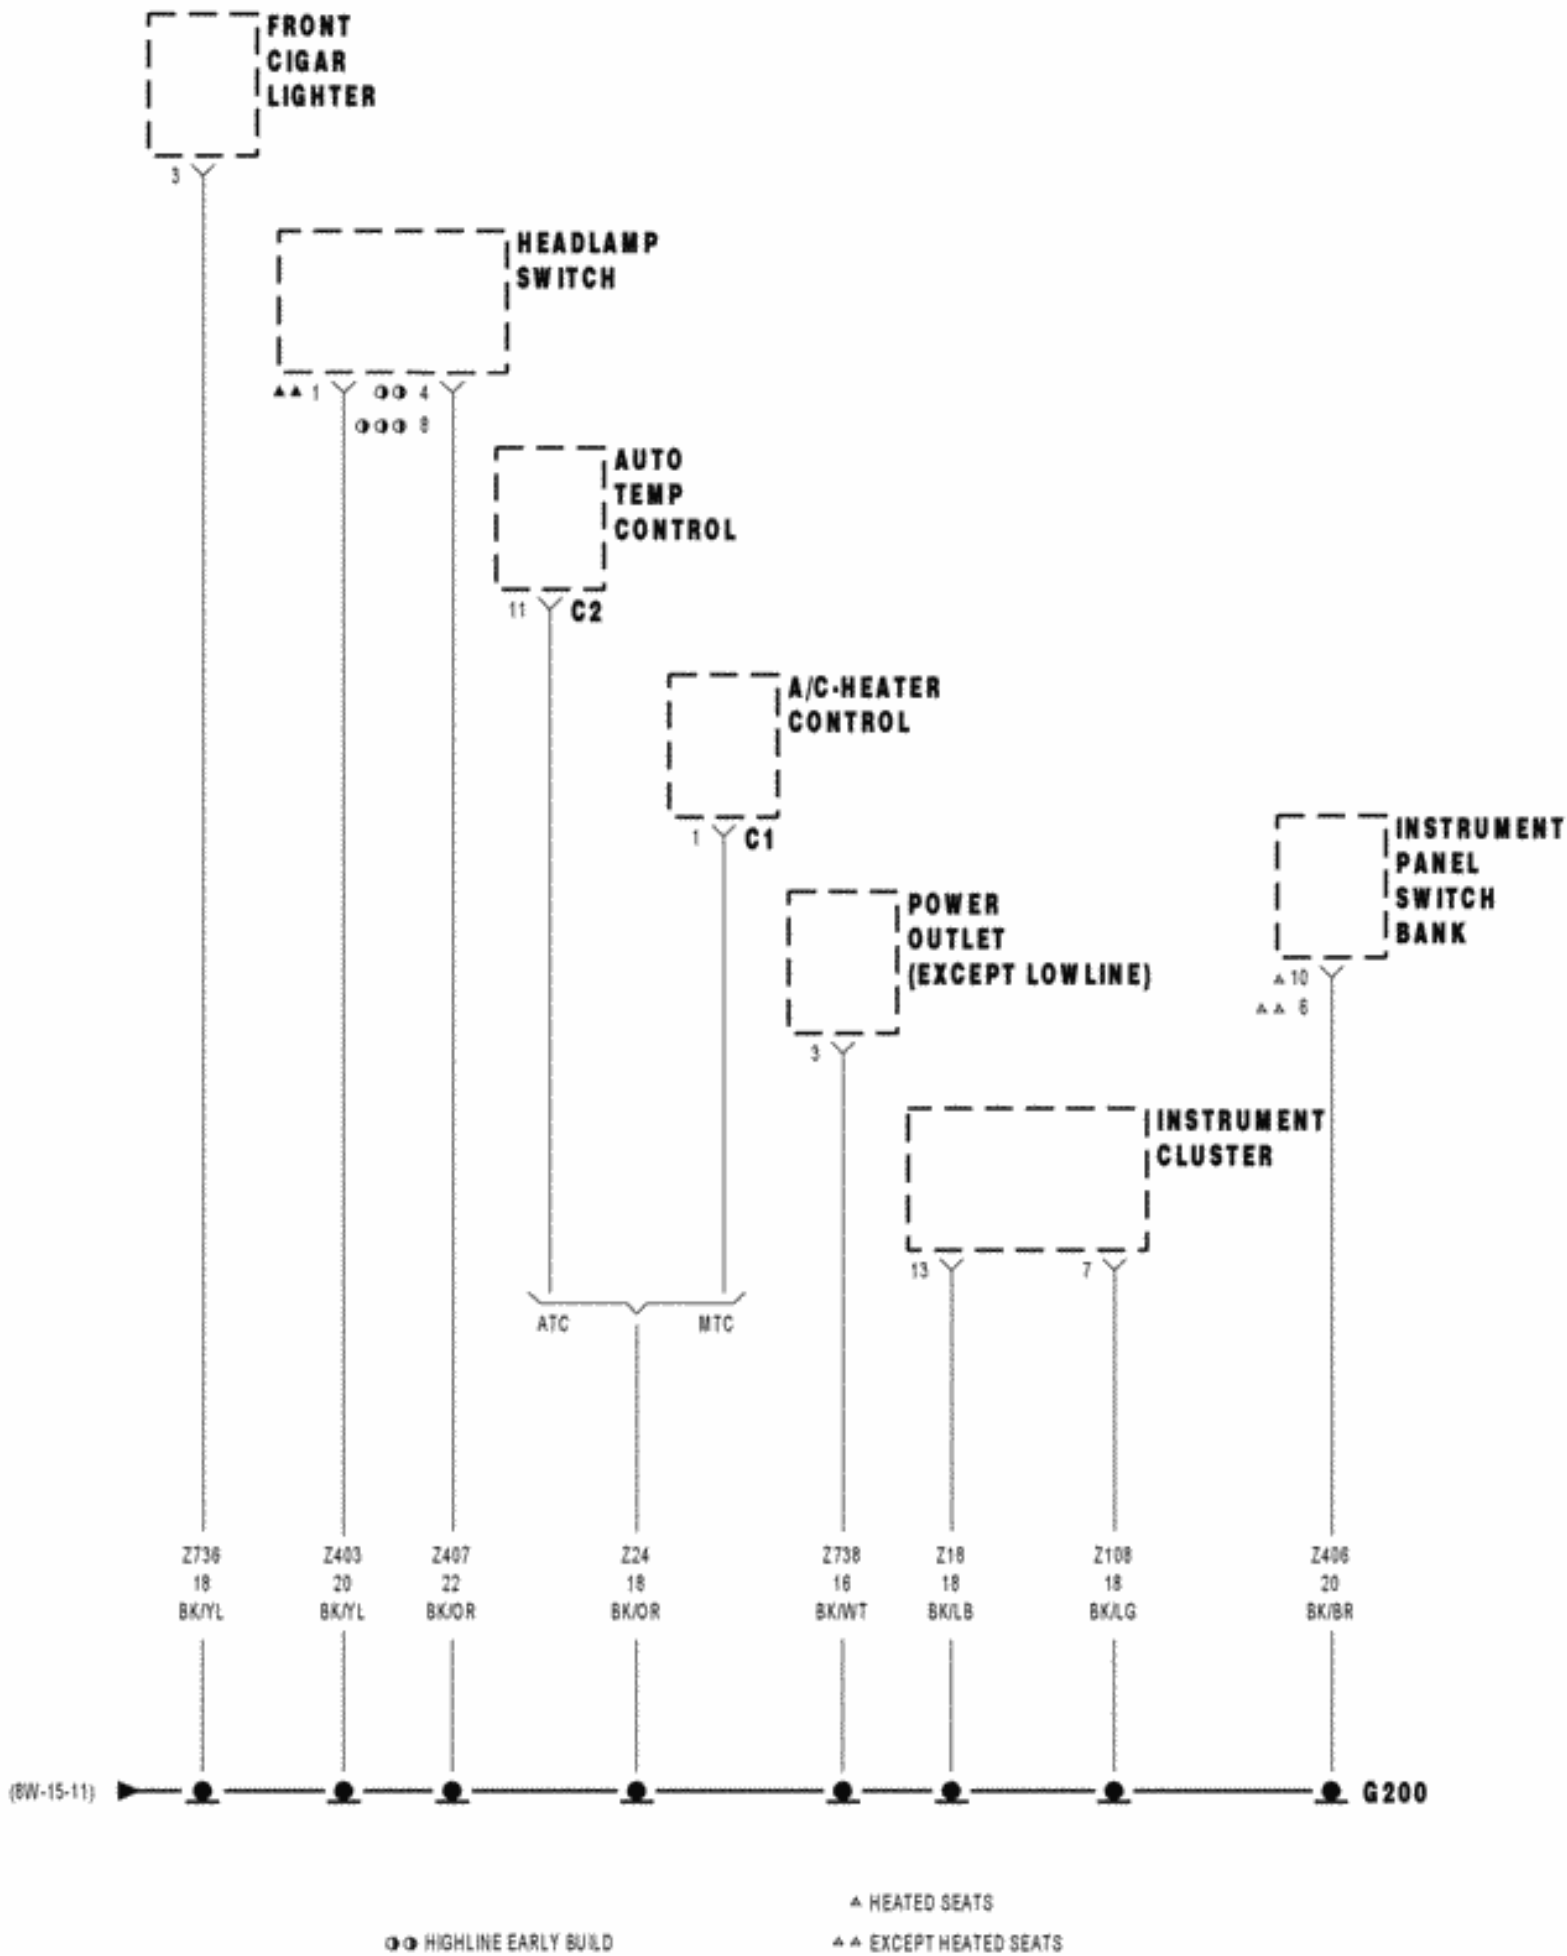 FRONT
CIGAR
LIGHTER
3
HEADLAMP
SWITCH
1
4
8
AUTO
TEMP
CONTROL
11
C2
A/C-HEATER
CONTROL
1
C1
INSTRUMENT
PANEL
SWITCH
BANK
10
6
POWER
OUTLET
(EXCEPT LOWLINE)
3
INSTRUMENT
CLUSTER
13
7
ATC
MTC
Z736
18
BK/YL
Z403
20
BK/YL
Z407
22
BK/OR
Z24
18
BK/OR
Z738
16
BK/WT
Z18
18
BK/LB
Z108
18
BK/LG
Z406
20
BK/BR
(8W-15-11)
G200
HEATED SEATS
HIGHLINE EARLY BUILD
EXCEPT HEATED SEATS